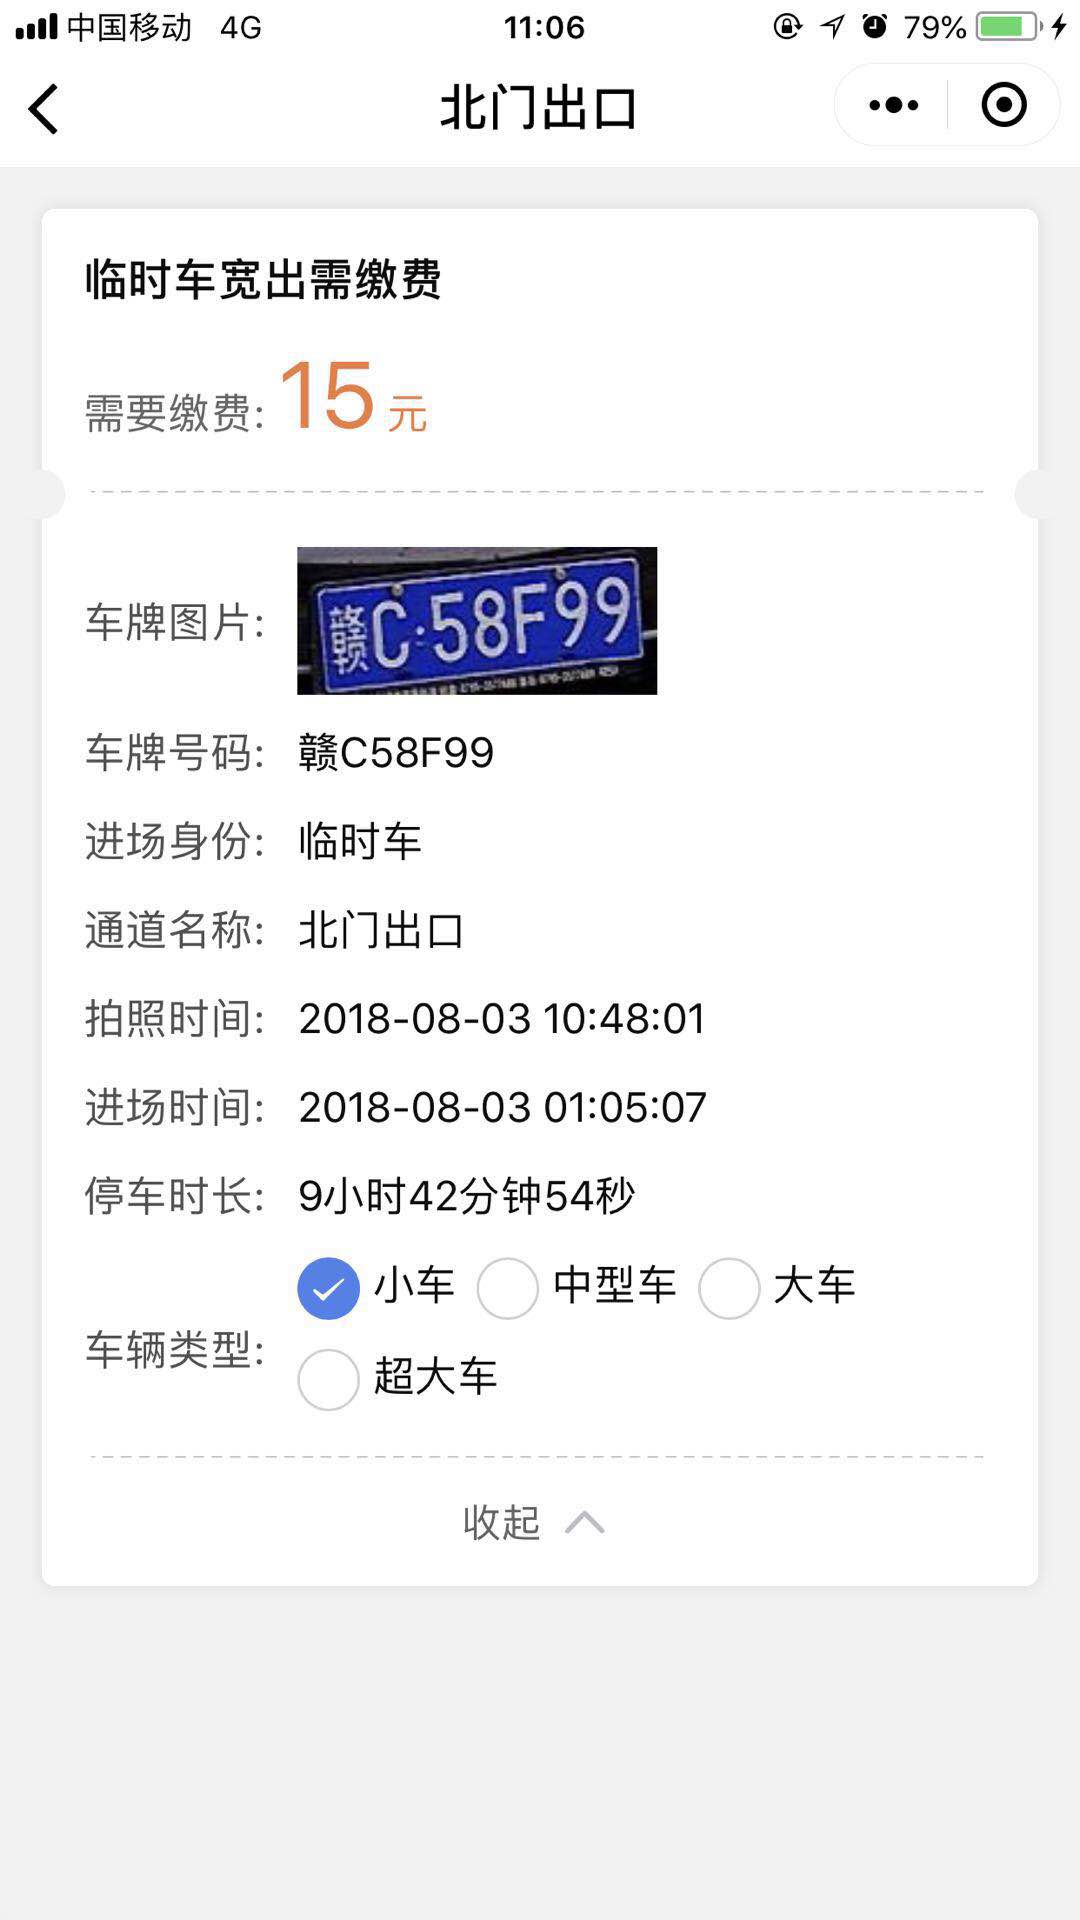 中国移动 4G 11:06 79%
北门出口
临时车宽出需缴费
需要缴费: 15 元
车牌图片: 赣C·58F99
车牌号码: 赣C58F99
进场身份: 临时车
通道名称: 北门出口
拍照时间: 2018-08-03 10:48:01
进场时间: 2018-08-03 01:05:07
停车时长: 9小时42分钟54秒
车辆类型: 小车 中型车 大车
超大车
收起